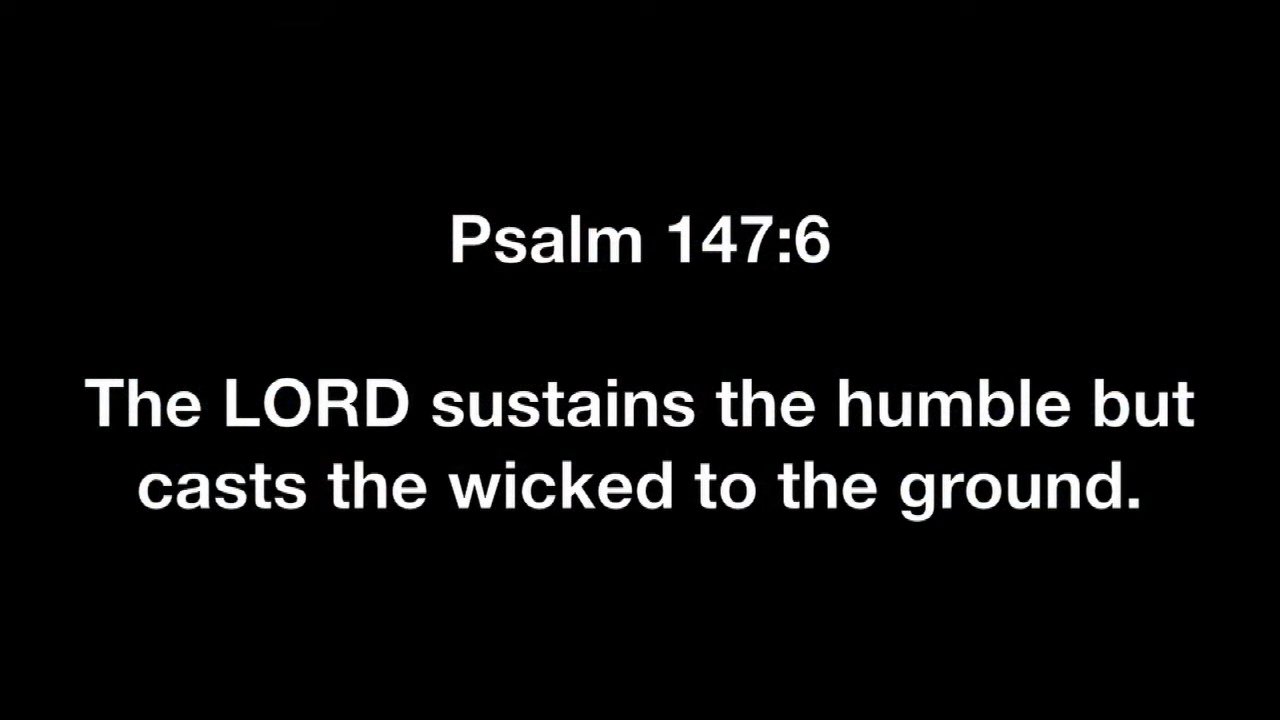 Psalm 147:6
The LORD sustains the humble but
casts the wicked to the ground.